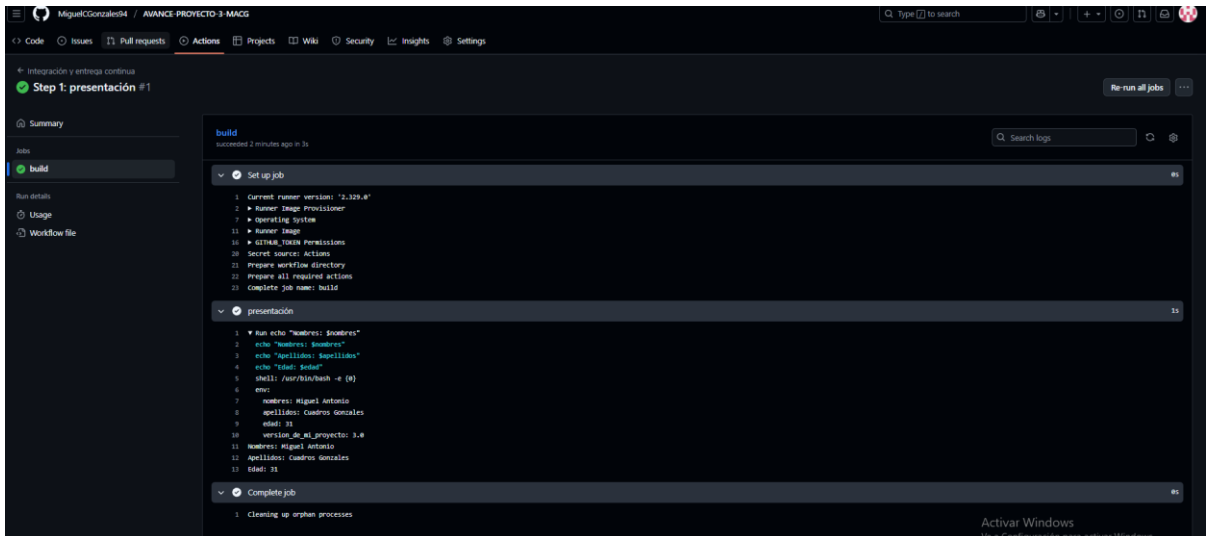 MiguelCGonzales94 / AVANCE-PROYECTO-3-MACG
Type / to search
Code Issues Pull requests Actions Projects Wiki Security Insights Settings
Integración y entrega continua
Step 1: presentación #1
Re-run all jobs
Summary
Jobs
build
Run details
Usage
Workflow file
build
succeeded 2 minutes ago in 3s
Search logs
Set up job 0s
1 Current runner version: '2.329.0'
2 Runner Image Provisioner
7 Operating System
11 Runner Image
16 GITHUB_TOKEN Permissions
20 Secret source: Actions
21 Prepare workflow directory
22 Prepare all required actions
23 Complete job name: build
presentación 1s
1 Run echo "Nombres: $nombres"
2 echo "Nombres: $nombres"
3 echo "Apellidos: $apellidos"
4 echo "Edad: $edad"
5 shell: /usr/bin/bash -e {0}
6 env:
7 nombres: Miguel Antonio
8 apellidos: Cuadros Gonzales
9 edad: 31
10 version_de_mi_proyecto: 3.0
11 Nombres: Miguel Antonio
12 Apellidos: Cuadros Gonzales
13 Edad: 31
Complete job 0s
1 Cleaning up orphan processes
Activar Windows
Ve a Configuración para activar Windows.